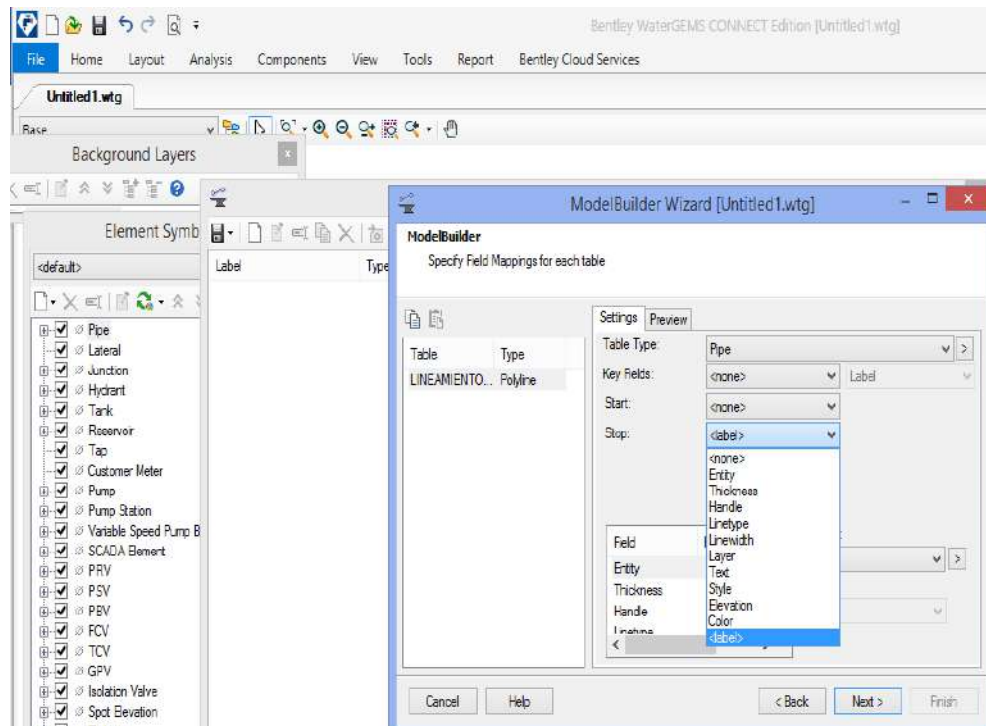 Bentley WaterGEMS CONNECT Edition [Untitled1.wtg]
File Home Layout Analysis Components View Tools Report Bentley Cloud Services
Untitled1.wtg
Base
Background Layers
Element Symb
<default>
Pipe
Lateral
Junction
Hydrant
Tank
Reservoir
Tap
Customer Meter
Pump
Pump Station
Variable Speed Pump B
SCADA Element
PRV
PSV
PBV
FCV
TCV
GPV
Isolation Valve
Spot Elevation
Label Type
ModelBuilder Wizard [Untitled1.wtg]
ModelBuilder
Specify Field Mappings for each table
Table Type
LINEAMIENTO... Polyline
Settings Preview
Table Type: Pipe
Key Fields: <none> Label
Start: <none>
Stop: <label>
<none>
Entity
Thickness
Handle
Linetype
Linewidth
Layer
Text
Style
Elevation
Color
<label>
Field
Entity
Thickness
Handle
Linetype
Cancel Help < Back Next > Finish